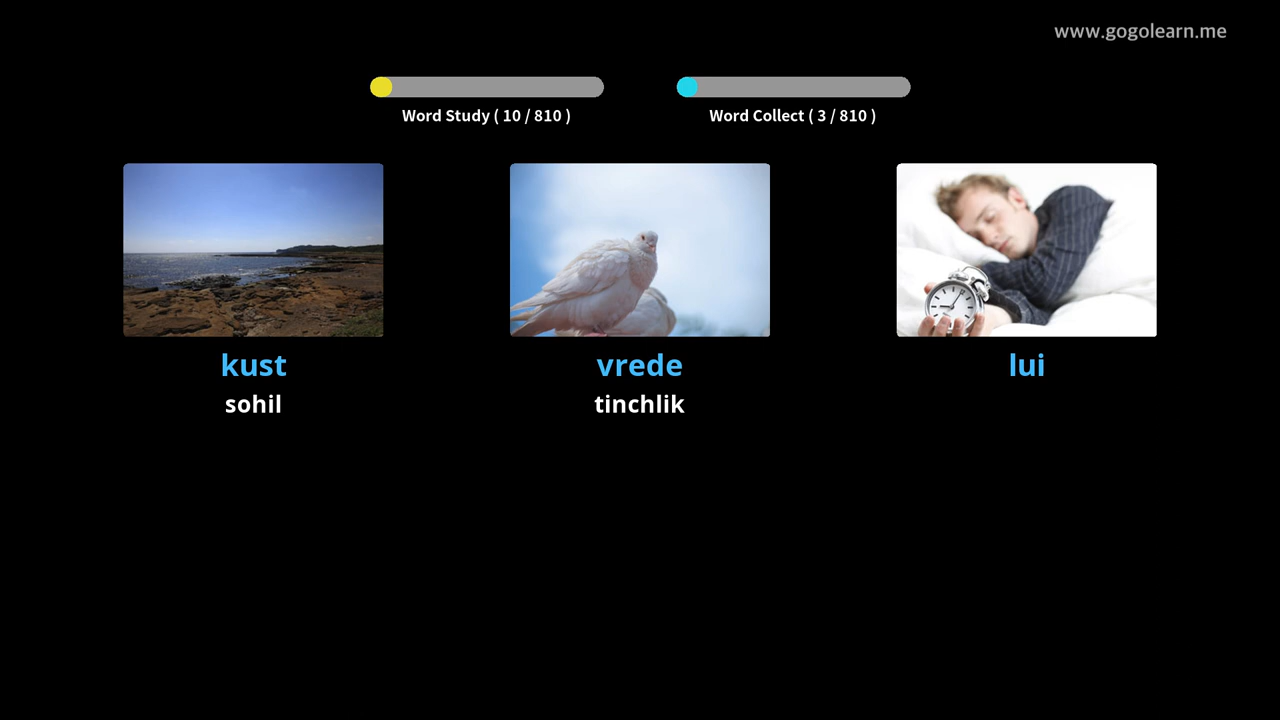 www.gogolearn.me
Word Study ( 10 / 810 )
Word Collect ( 3 / 810 )
kust
vrede
lui
sohil
tinchlik